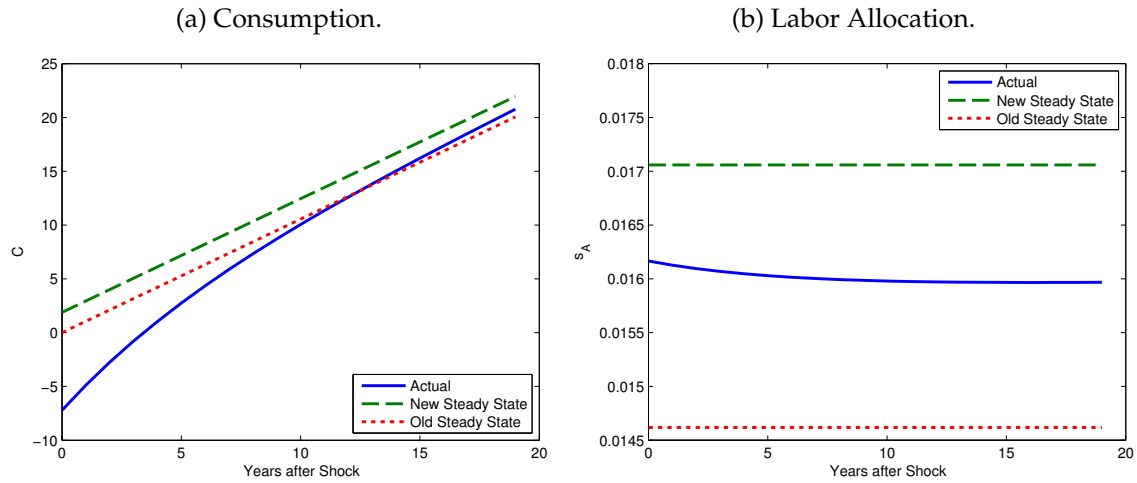 (a) Consumption.
25
20
15
10
5
0
−5
−10
C
0
5
10
15
20
Years after Shock
Actual
New Steady State
Old Steady State
(b) Labor Allocation.
0.018
0.0175
0.017
0.0165
0.016
0.0155
0.015
0.0145
s_A
0
5
10
15
20
Years after Shock
Actual
New Steady State
Old Steady State